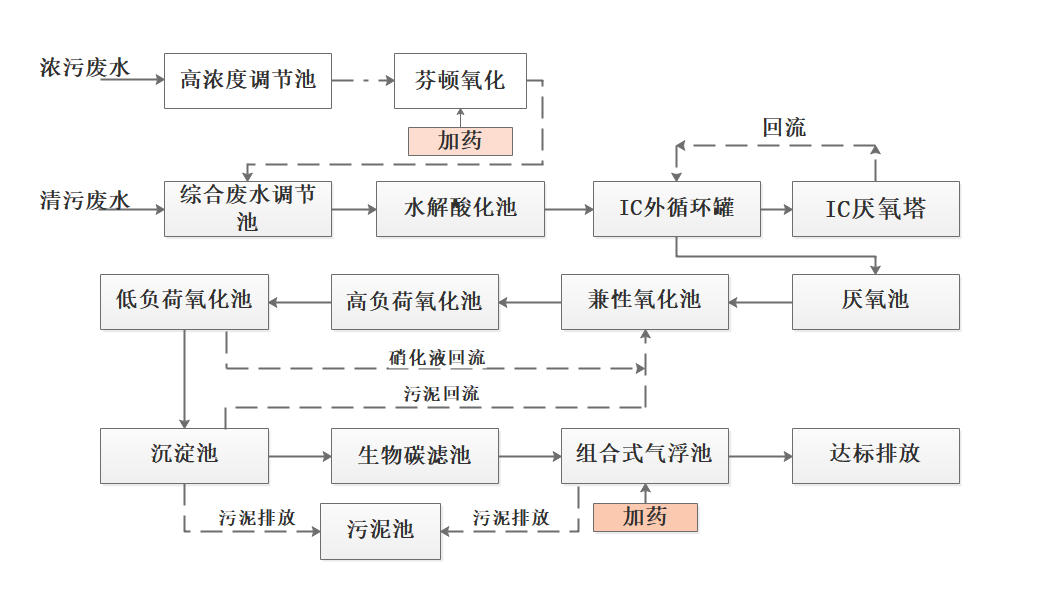 浓污废水
高浓度调节池
芬顿氧化
加药
回流
清污废水
综合废水调节
池
水解酸化池
IC外循环罐
IC厌氧塔
低负荷氧化池
高负荷氧化池
兼性氧化池
厌氧池
硝化液回流
污泥回流
沉淀池
生物碳滤池
组合式气浮池
达标排放
污泥排放
污泥池
污泥排放
加药